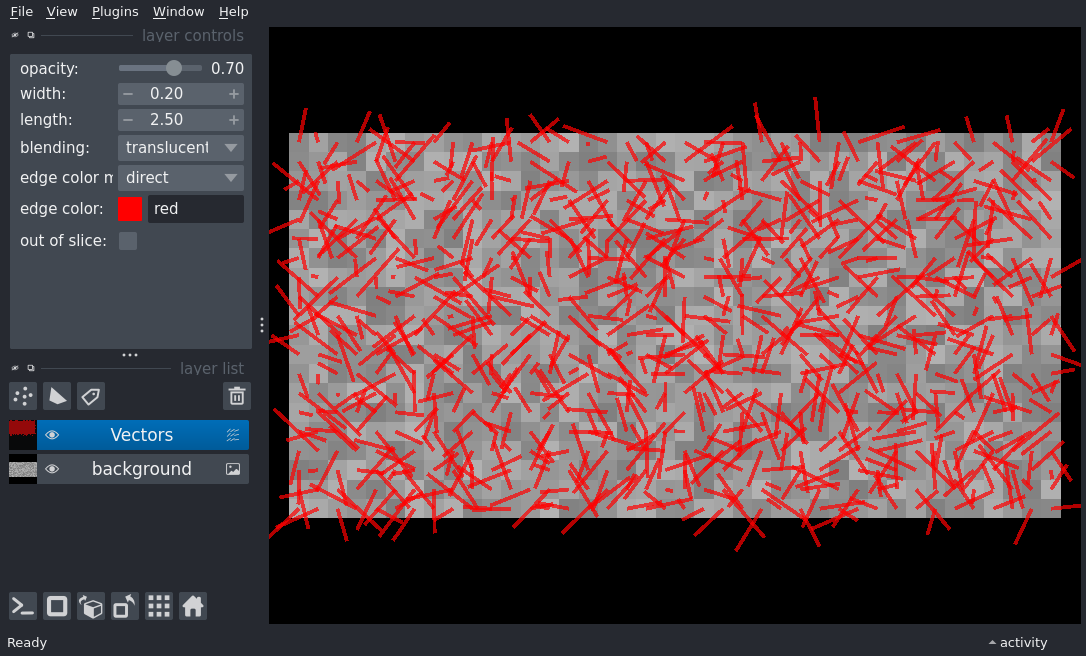 File View Plugins Window Help
layer controls
opacity: 0.70
width: 0.20
length: 2.50
blending: translucent
edge color m direct
edge color: red
out of slice:
layer list
Vectors
background
Ready activity